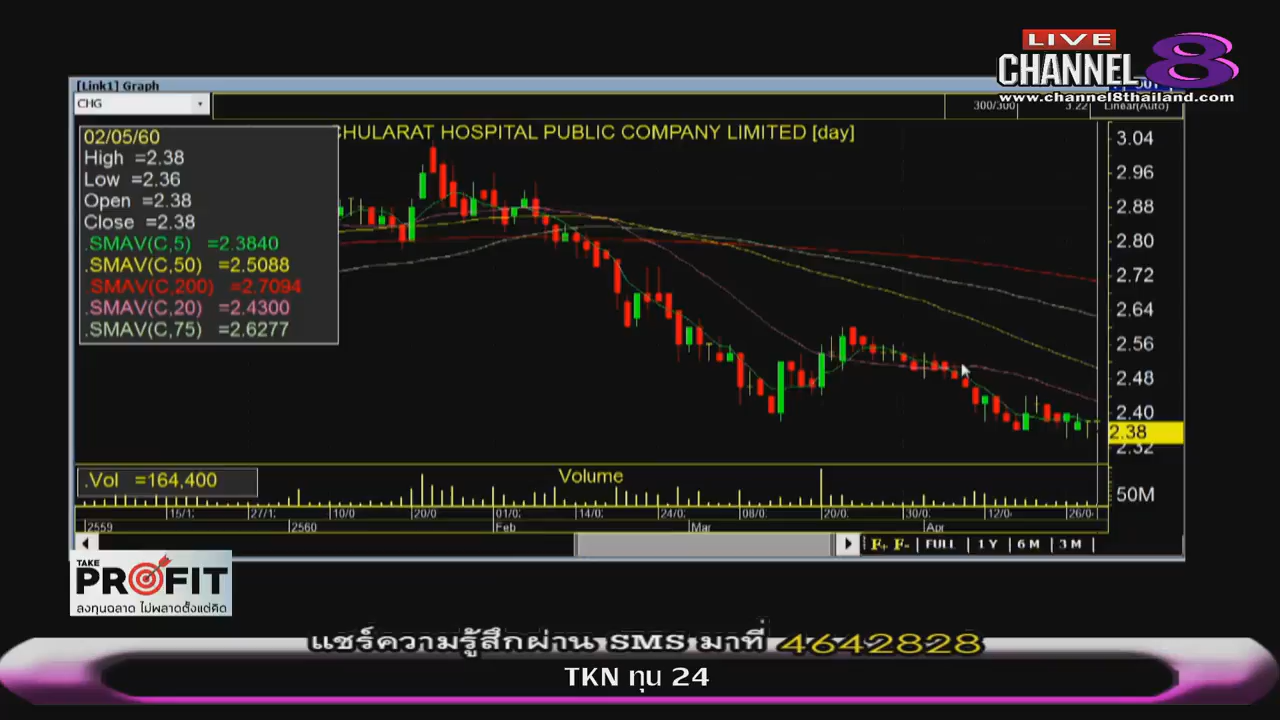 LIVE
CHANNEL 8
www.channel8thailand.com
[Link1] Graph
CHG
300/300
3.22
Linear(Auto)
CHULARAT HOSPITAL PUBLIC COMPANY LIMITED [day]
02/05/60
High =2.38
Low =2.36
Open =2.38
Close =2.38
.SMAV(C,5) =2.3840
.SMAV(C,50) =2.5088
.SMAV(C,200) =2.7094
.SMAV(C,20) =2.4300
.SMAV(C,75) =2.6277
3.04
2.96
2.88
2.80
2.72
2.64
2.56
2.48
2.40
2.38
2.32
.Vol =164,400
Volume
50M
15/1: 27/1: 10/0 20/0 01/0: 14/0. 24/0: 08/0. 20/0. 30/0. 12/0. 26/0
2559 2560 Feb Mar Apr
F+ F- FULL 1 Y 6 M 3 M
TAKE
PROFIT
ลงทุนฉลาด ไม่พลาดตั้งแต่คิด
แชร์ความรู้สึกผ่าน SMS มาที่ 4642828
TKN ทุน 24